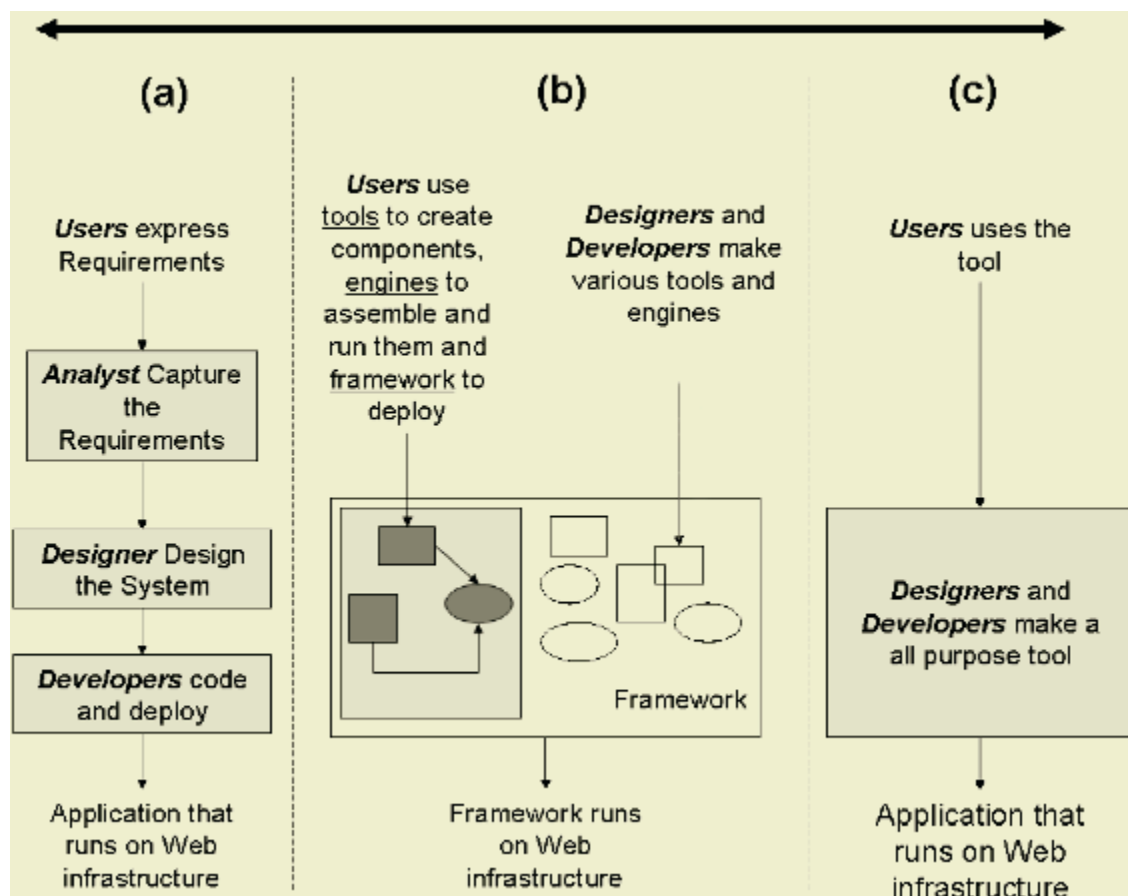 (a)
Users express
Requirements
Analyst Capture
the
Requirements
Designer Design
the System
Developers code
and deploy
Application that
runs on Web
infrastructure
(b)
Users use
tools to create
components,
engines to
assemble and
run them and
framework to
deploy
Designers and
Developers make
various tools and
engines
Framework
Framework runs
on Web
infrastructure
(c)
Users uses the
tool
Designers and
Developers make a
all purpose tool
Application that
runs on Web
infrastructure